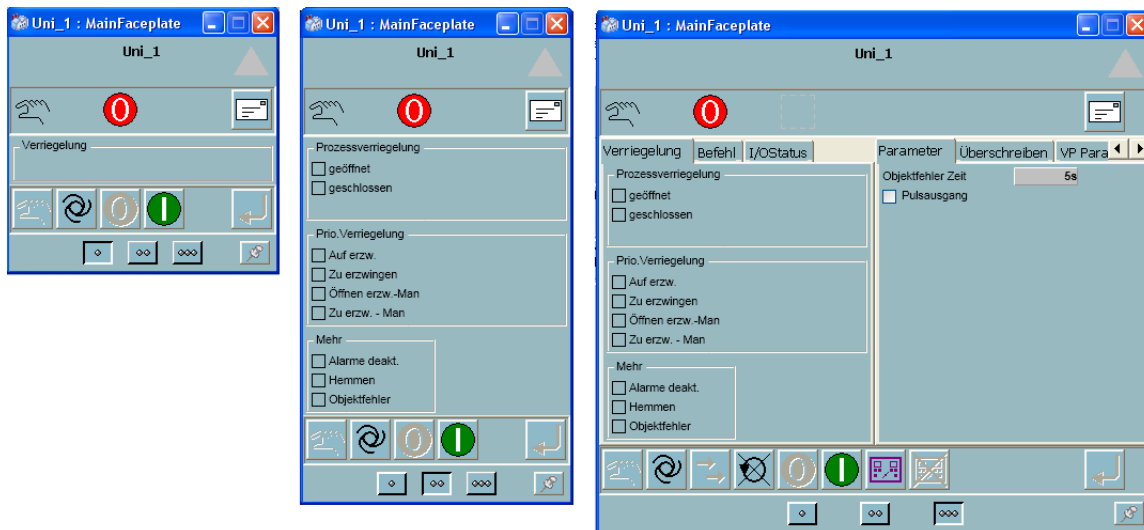 Uni_1 : MainFaceplate
Uni_1
0
Verriegelung
I
Uni_1 : MainFaceplate
Uni_1
0
Prozessverriegelung
geöffnet
geschlossen
Prio.Verriegelung
Auf erzw.
Zu erzwingen
Öffnen erzw.-Man
Zu erzw. - Man
Mehr
Alarme deakt.
Hemmen
Objektfehler
I
Uni_1 : MainFaceplate
Uni_1
0
Verriegelung Befehl I/OStatus
Prozessverriegelung
geöffnet
geschlossen
Prio.Verriegelung
Auf erzw.
Zu erzwingen
Öffnen erzw.-Man
Zu erzw. - Man
Mehr
Alarme deakt.
Hemmen
Objektfehler
Parameter Überschreiben VP Para
Objektfehler Zeit 5s
Pulsausgang
I